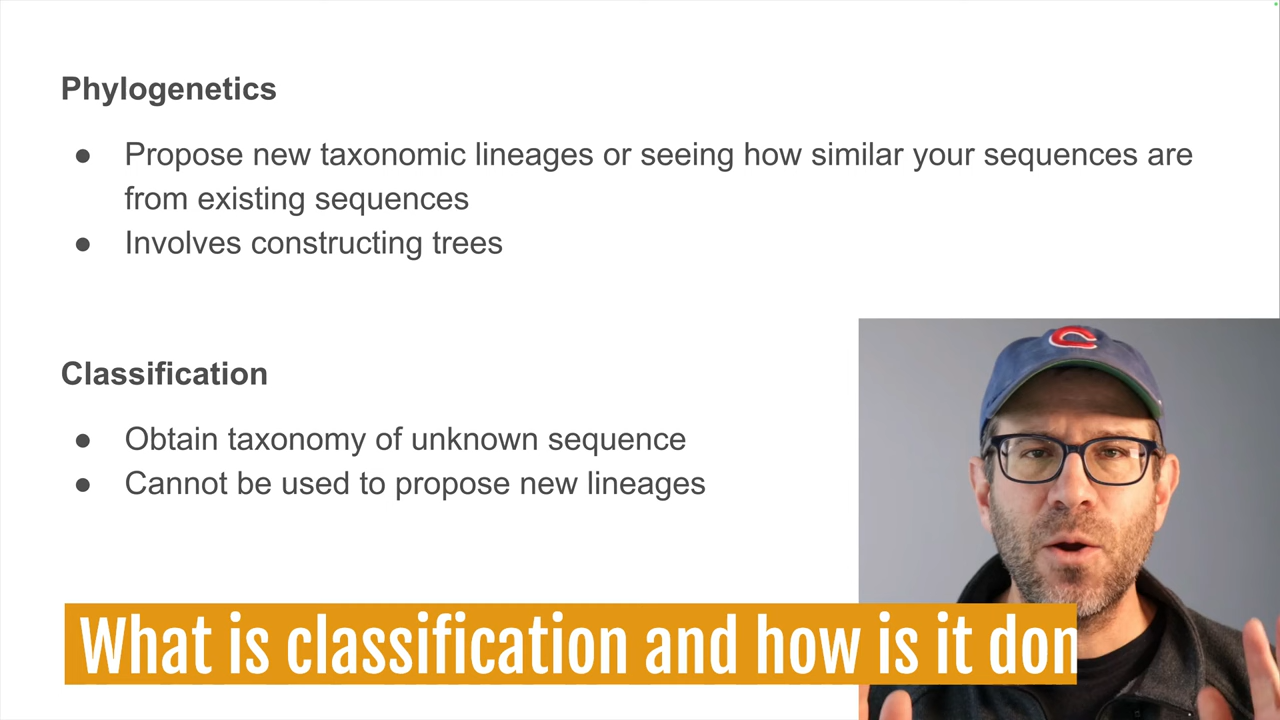 Phylogenetics
● Propose new taxonomic lineages or seeing how similar your sequences are
from existing sequences
● Involves constructing trees
Classification
● Obtain taxonomy of unknown sequence
● Cannot be used to propose new lineages
C
What is classification and how is it don